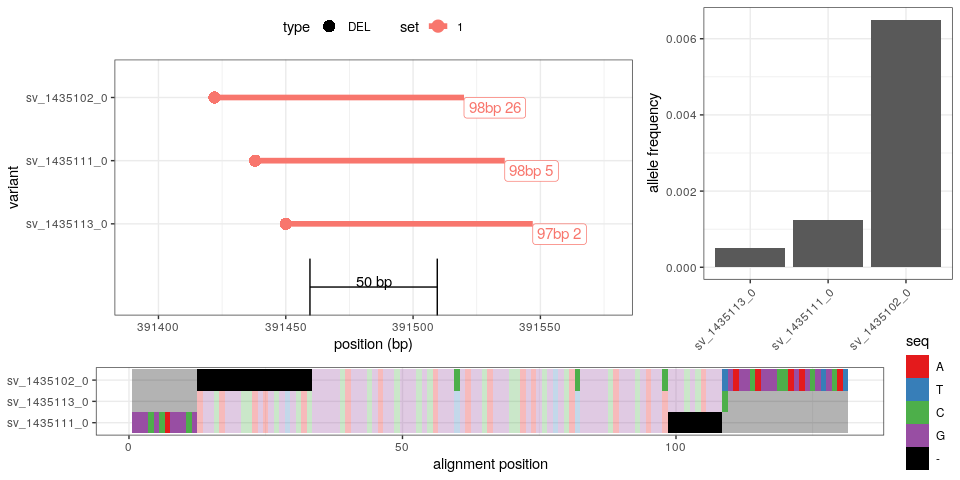 type DEL set 1
sv_1435102_0
sv_1435111_0
sv_1435113_0
variant
98bp 26
98bp 5
97bp 2
50 bp
391400 391450 391500 391550
position (bp)
allele frequency
0.006
0.004
0.002
0.000
sv_1435113_0
sv_1435111_0
sv_1435102_0
sv_1435102_0
sv_1435113_0
sv_1435111_0
0 50 100
alignment position
seq
A
T
C
G
-